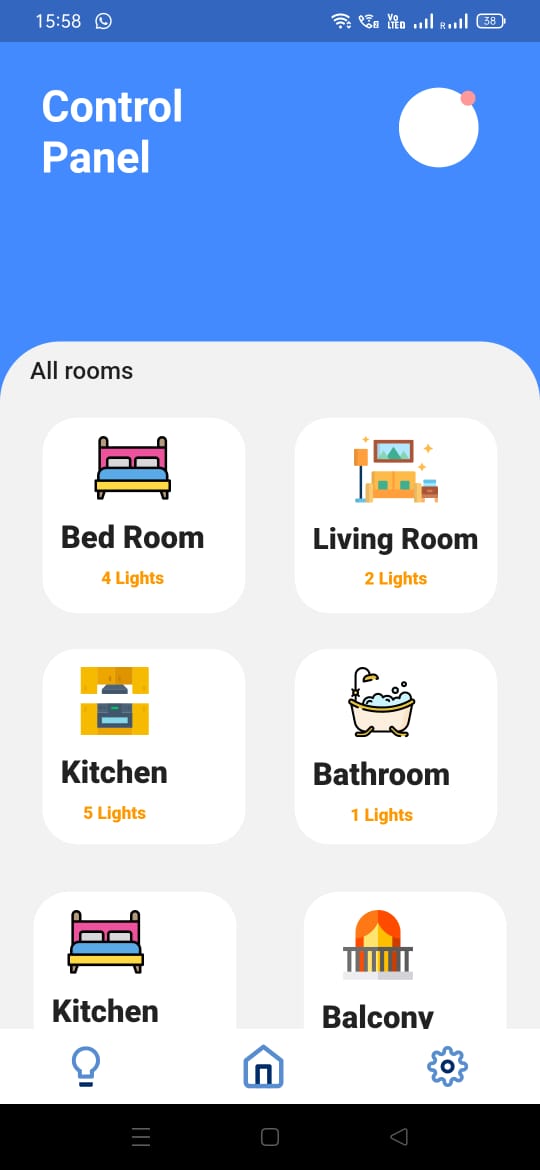 15:58
Vo
LTED
R
38
Control
Panel
All rooms
Bed Room
Living Room
4 Lights
2 Lights
Kitchen
Bathroom
5 Lights
1 Lights
Kitchen
Balcony